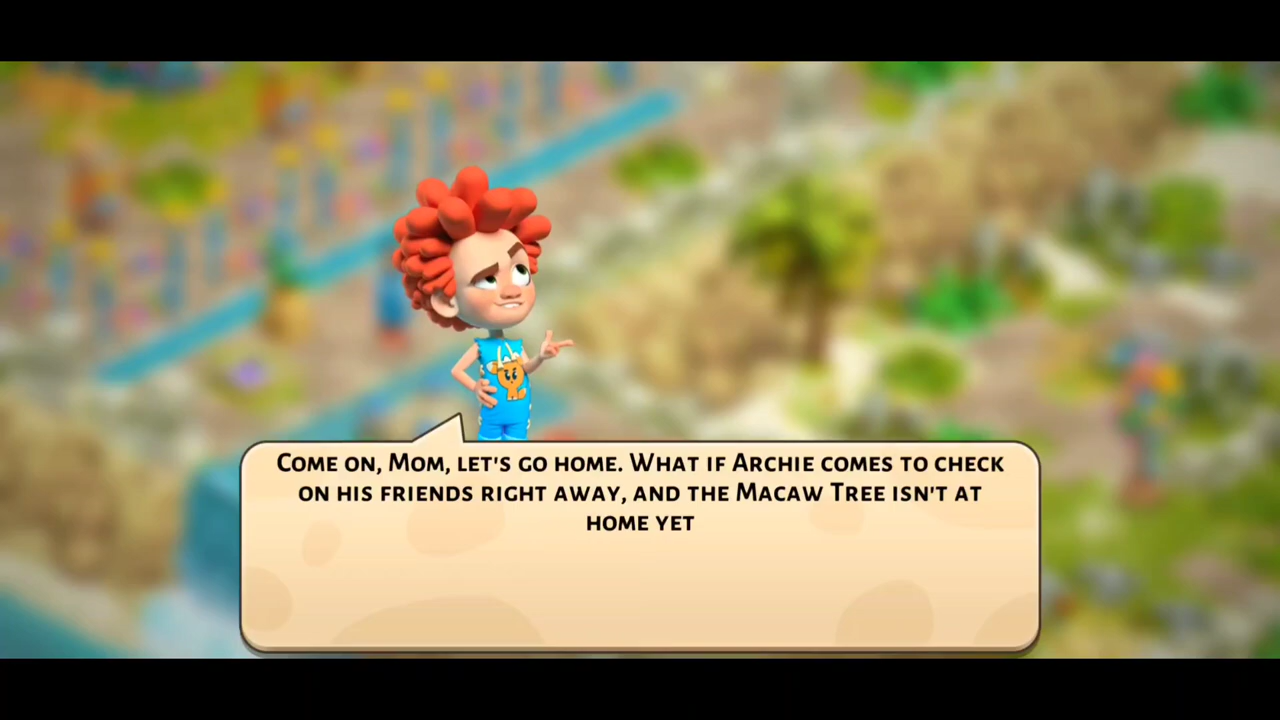 Come on, Mom, let's go home. What if Archie comes to check
on his friends right away, and the Macaw Tree isn't at
home yet